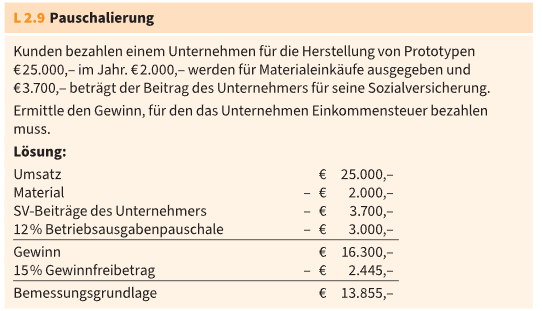 L 2.9 Pauschalierung
Kunden bezahlen einem Unternehmen für die Herstellung von Prototypen
€ 25.000,– im Jahr. € 2.000,– werden für Materialeinkäufe ausgegeben und
€ 3.700,– beträgt der Beitrag des Unternehmers für seine Sozialversicherung.
Ermittle den Gewinn, für den das Unternehmen Einkommensteuer bezahlen
muss.
Lösung:
Umsatz € 25.000,–
Material – € 2.000,–
SV-Beiträge des Unternehmers – € 3.700,–
12 % Betriebsausgabenpauschale – € 3.000,–
Gewinn € 16.300,–
15 % Gewinnfreibetrag – € 2.445,–
Bemessungsgrundlage € 13.855,–